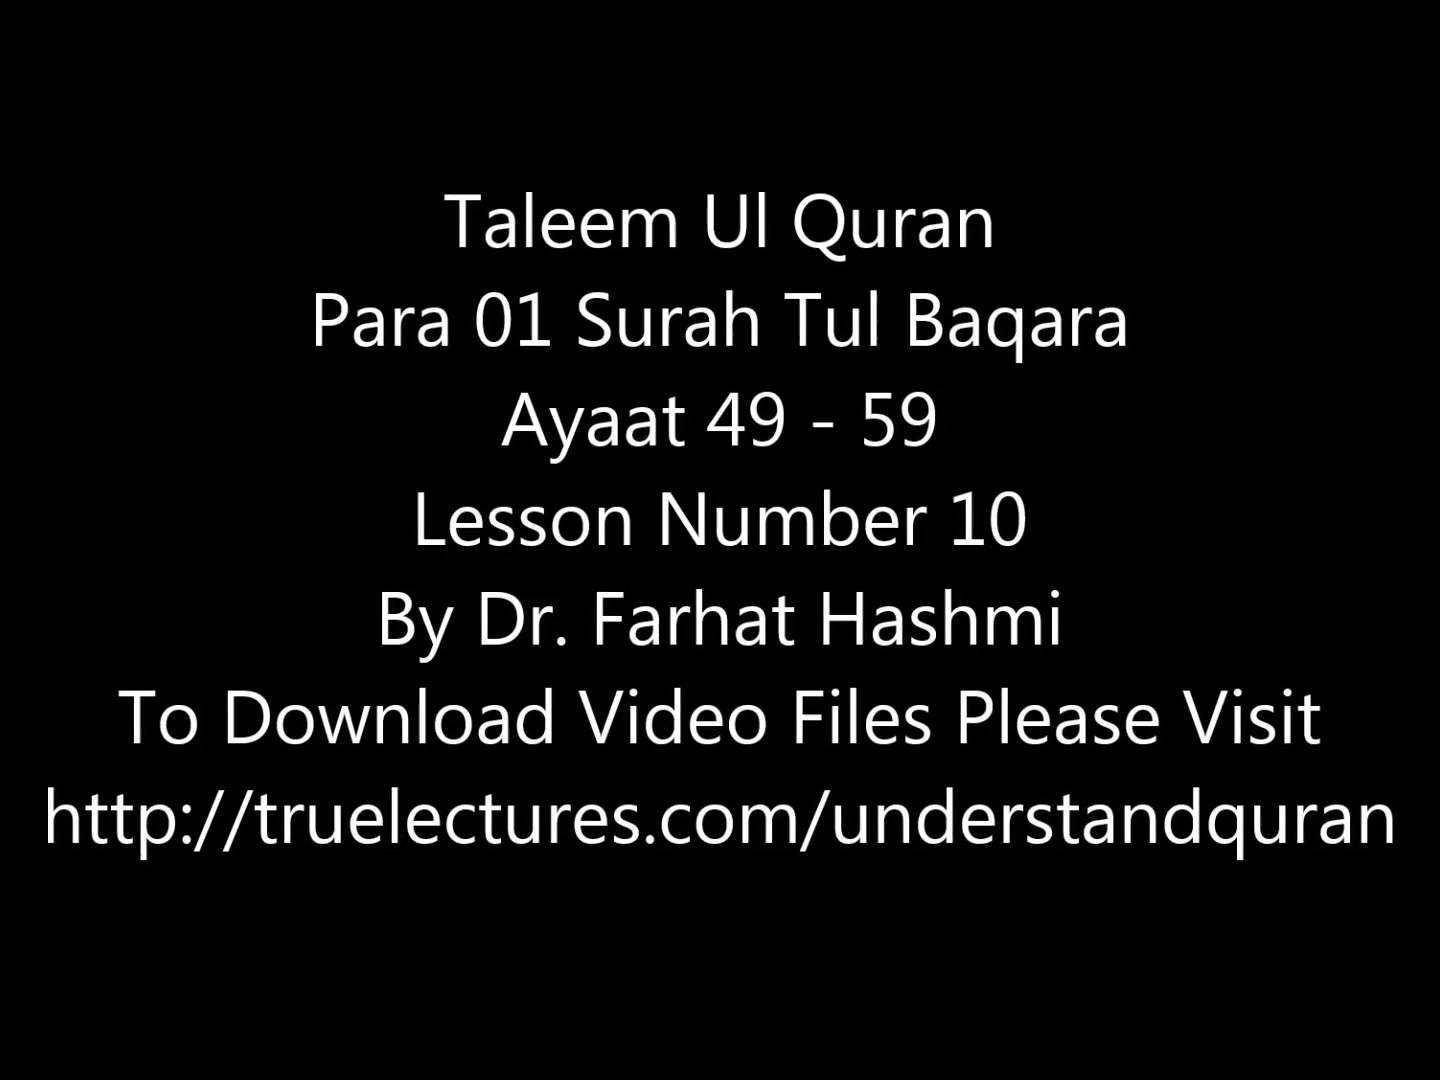 Taleem Ul Quran
Para 01 Surah Tul Baqara
Ayaat 49 - 59
Lesson Number 10
By Dr. Farhat Hashmi
To Download Video Files Please Visit
http://truelectures.com/understandquran